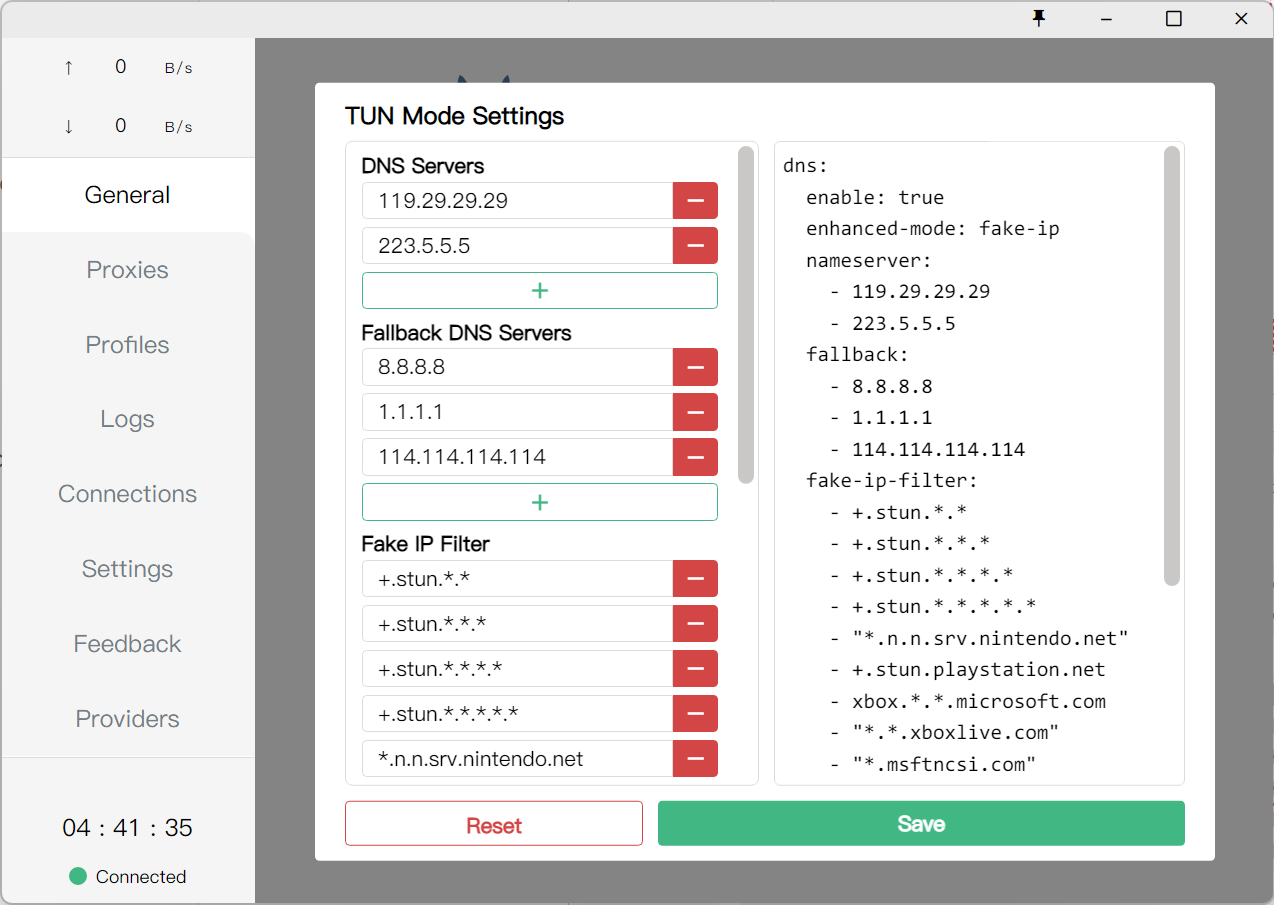 ↑ 0 B/s
↓ 0 B/s
General
Proxies
Profiles
Logs
Connections
Settings
Feedback
Providers
04 : 41 : 35
Connected
TUN Mode Settings
DNS Servers
119.29.29.29
223.5.5.5
+
Fallback DNS Servers
8.8.8.8
1.1.1.1
114.114.114.114
+
Fake IP Filter
+.stun.*.*
+.stun.*.*.*
+.stun.*.*.*.*
+.stun.*.*.*.*.*
*.n.n.srv.nintendo.net
dns:
  enable: true
  enhanced-mode: fake-ip
  nameserver:
    - 119.29.29.29
    - 223.5.5.5
  fallback:
    - 8.8.8.8
    - 1.1.1.1
    - 114.114.114.114
  fake-ip-filter:
    - +.stun.*.*
    - +.stun.*.*.*
    - +.stun.*.*.*.*
    - +.stun.*.*.*.*.*
    - "*.n.n.srv.nintendo.net"
    - +.stun.playstation.net
    - xbox.*.*.microsoft.com
    - "*.*.xboxlive.com"
    - "*.msftncsi.com"
Reset
Save